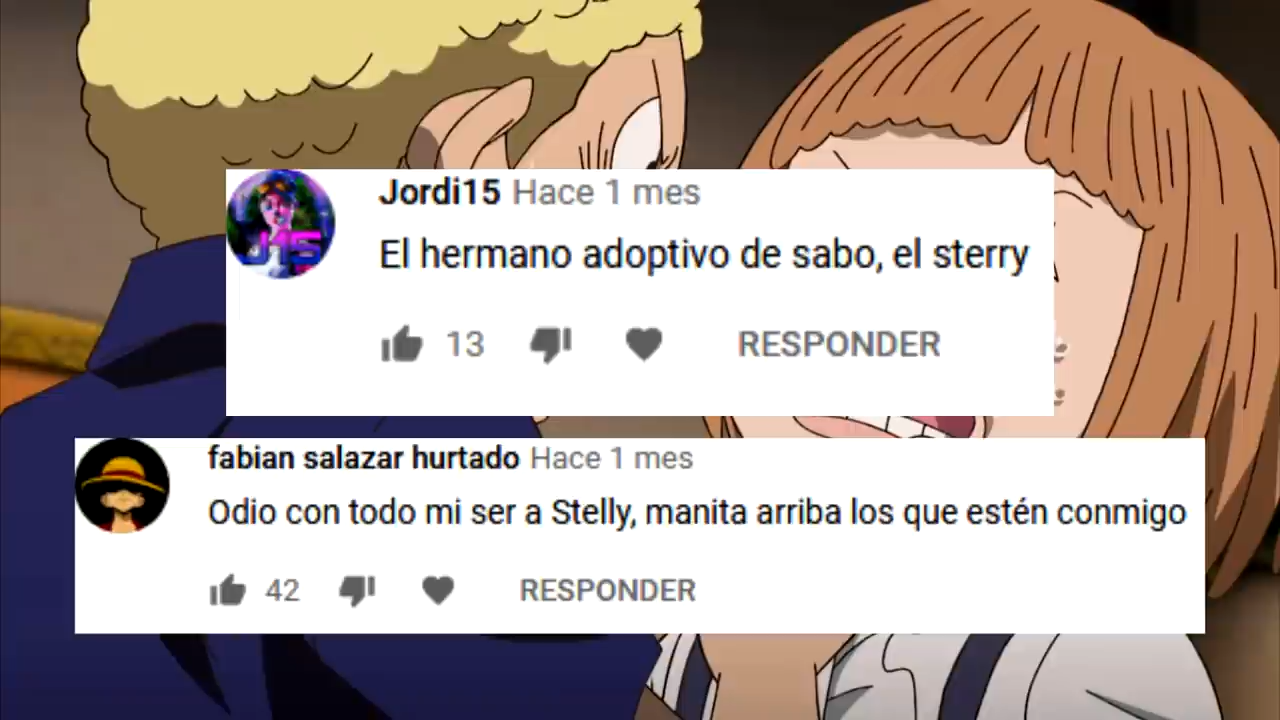 Jordi15 Hace 1 mes
El hermano adoptivo de sabo, el sterry
13 RESPONDER
fabian salazar hurtado Hace 1 mes
Odio con todo mi ser a Stelly, manita arriba los que estén conmigo
42 RESPONDER